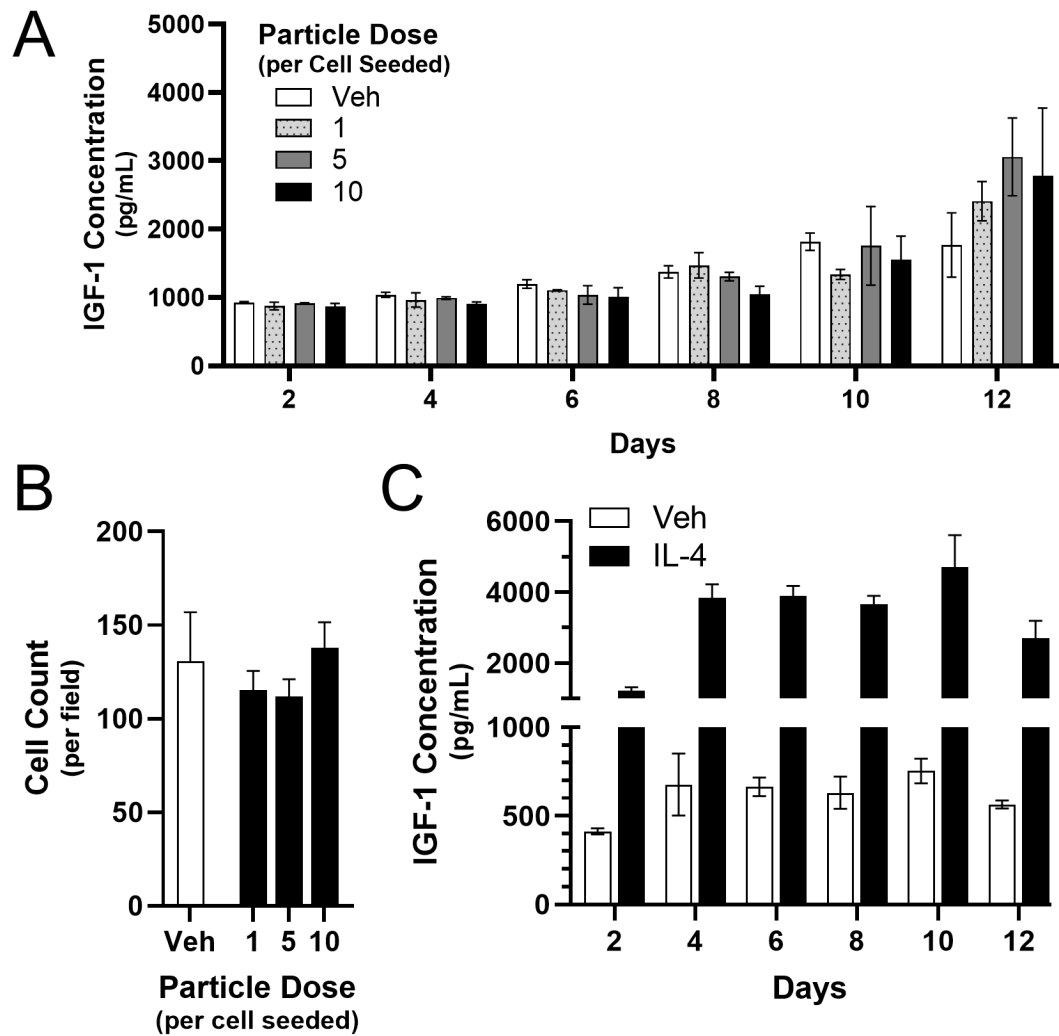 A
Particle Dose
(per Cell Seeded)
Veh
1
5
10
IGF-1 Concentration
(pg/mL)
5000
4000
3000
2000
1000
0
2 4 6 8 10 12
Days
B
Cell Count
(per field)
200
150
100
50
0
Veh 1 5 10
Particle Dose
(per cell seeded)
C
Veh
IL-4
IGF-1 Concentration
(pg/mL)
6000
4000
2000
1000
500
0
2 4 6 8 10 12
Days